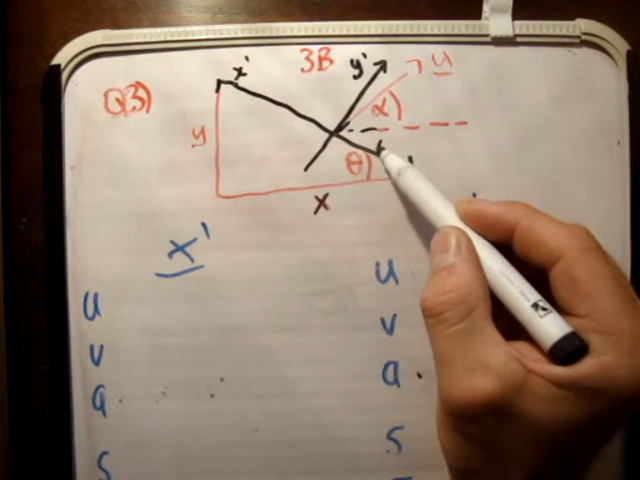 Q3)
3B
x'
y'
u
α)
y
θ)
x
x'
u
v
a
s
u
v
a
s